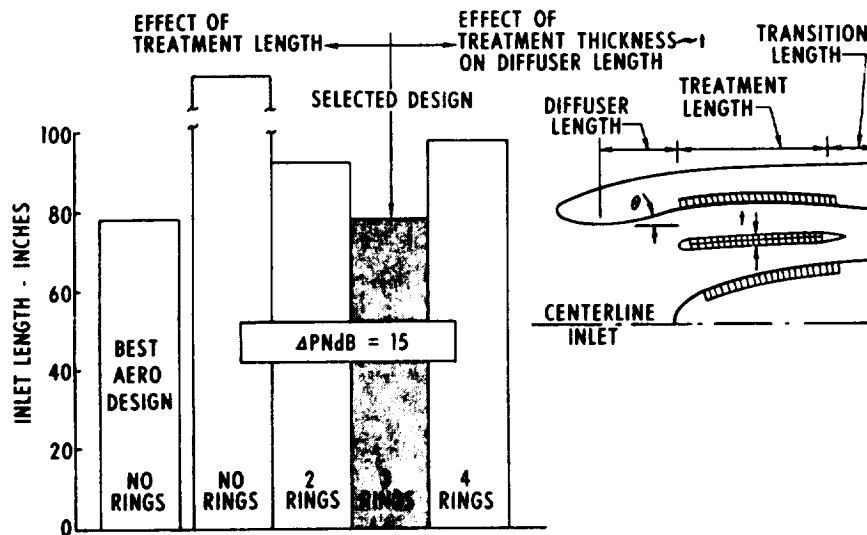 EFFECT OF
TREATMENT LENGTH
EFFECT OF
TREATMENT THICKNESS~t
ON DIFFUSER LENGTH
SELECTED DESIGN
TRANSITION
LENGTH
TREATMENT
LENGTH
DIFFUSER
LENGTH
INLET LENGTH - INCHES
100
80
60
40
20
0
BEST
AERO
DESIGN
NO
RINGS
NO
RINGS
2
RINGS
3
RINGS
4
RINGS
ΔPNdB = 15
θ
t
CENTERLINE
INLET